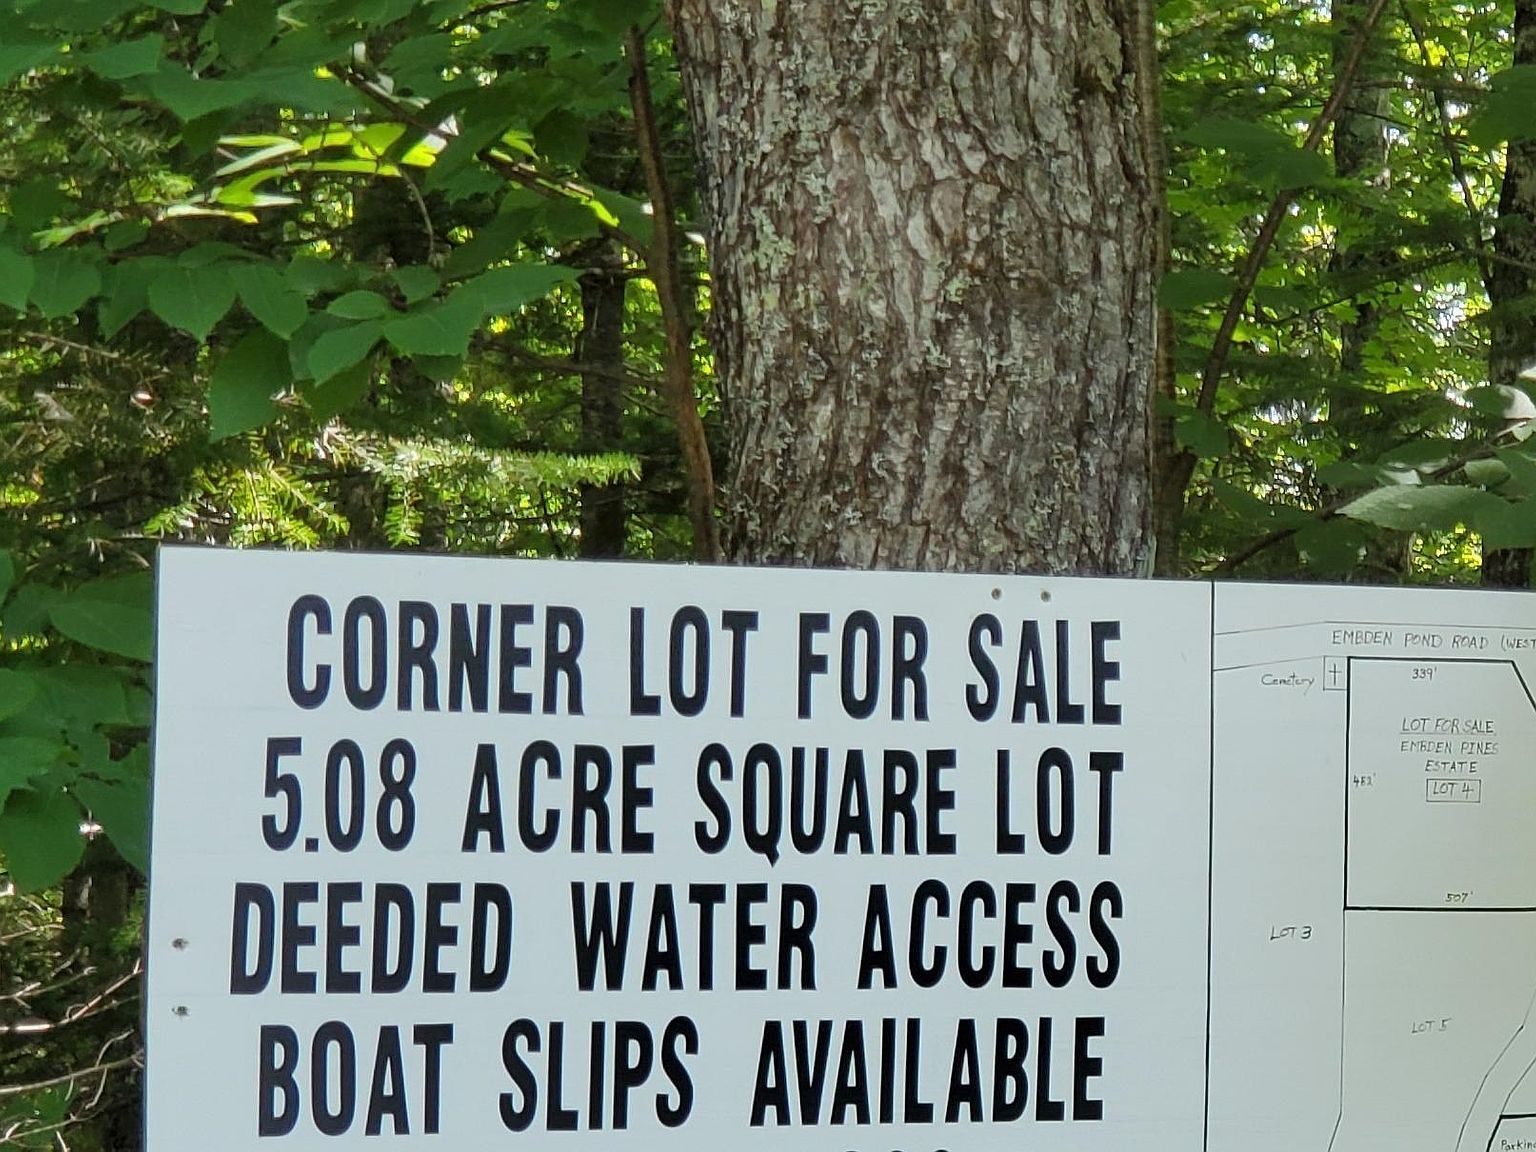 CORNER LOT FOR SALE
5.08 ACRE SQUARE LOT
DEEDED WATER ACCESS
BOAT SLIPS AVAILABLE
EMBDEN POND ROAD (WEST
Cemetery
339'
LOT FOR SALE
EMBDEN PINES
ESTATE
LOT 4
507'
LOT 3
LOT 5